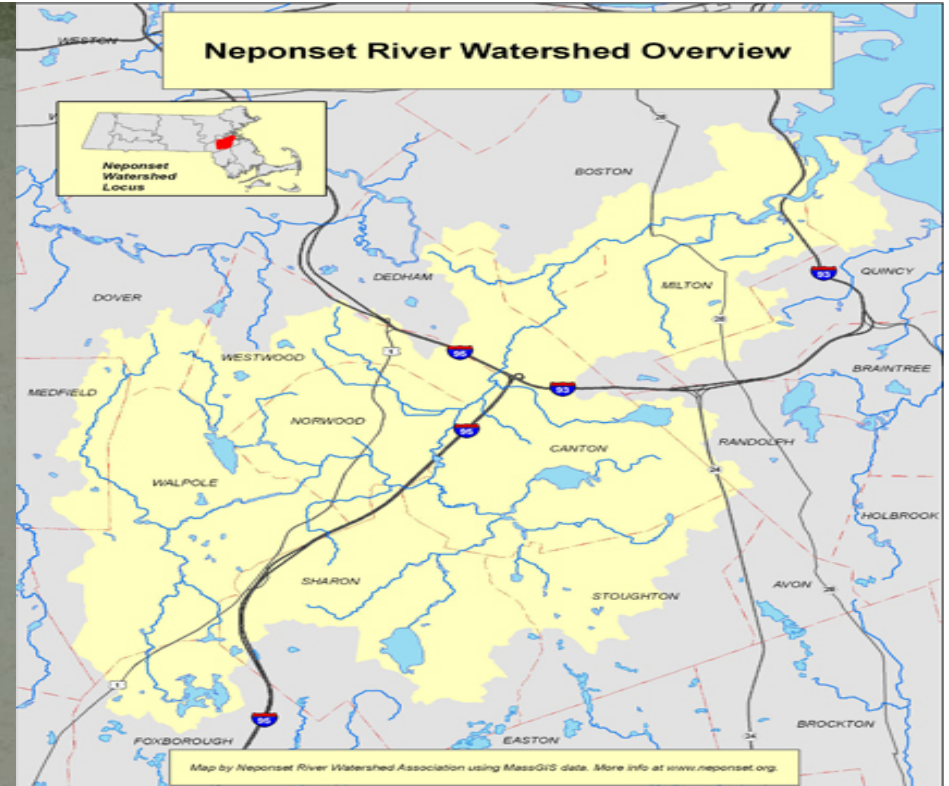 WESTON
Neponset River Watershed Overview
28
Neponset
Watershed
Locus
BOSTON
DEDHAM
93
QUINCY
DOVER
MILTON
28
1
95
WESTWOOD
BRAINTREE
MEDFIELD
93
NORWOOD
95
CANTON
RANDOLPH
24
WALPOLE
HOLBROOK
SHARON
AVON
28
STOUGHTON
1
95
BROCKTON
24
FOXBOROUGH
EASTON
Map by Neponset River Watershed Association using MassGIS data. More info at www.neponset.org.